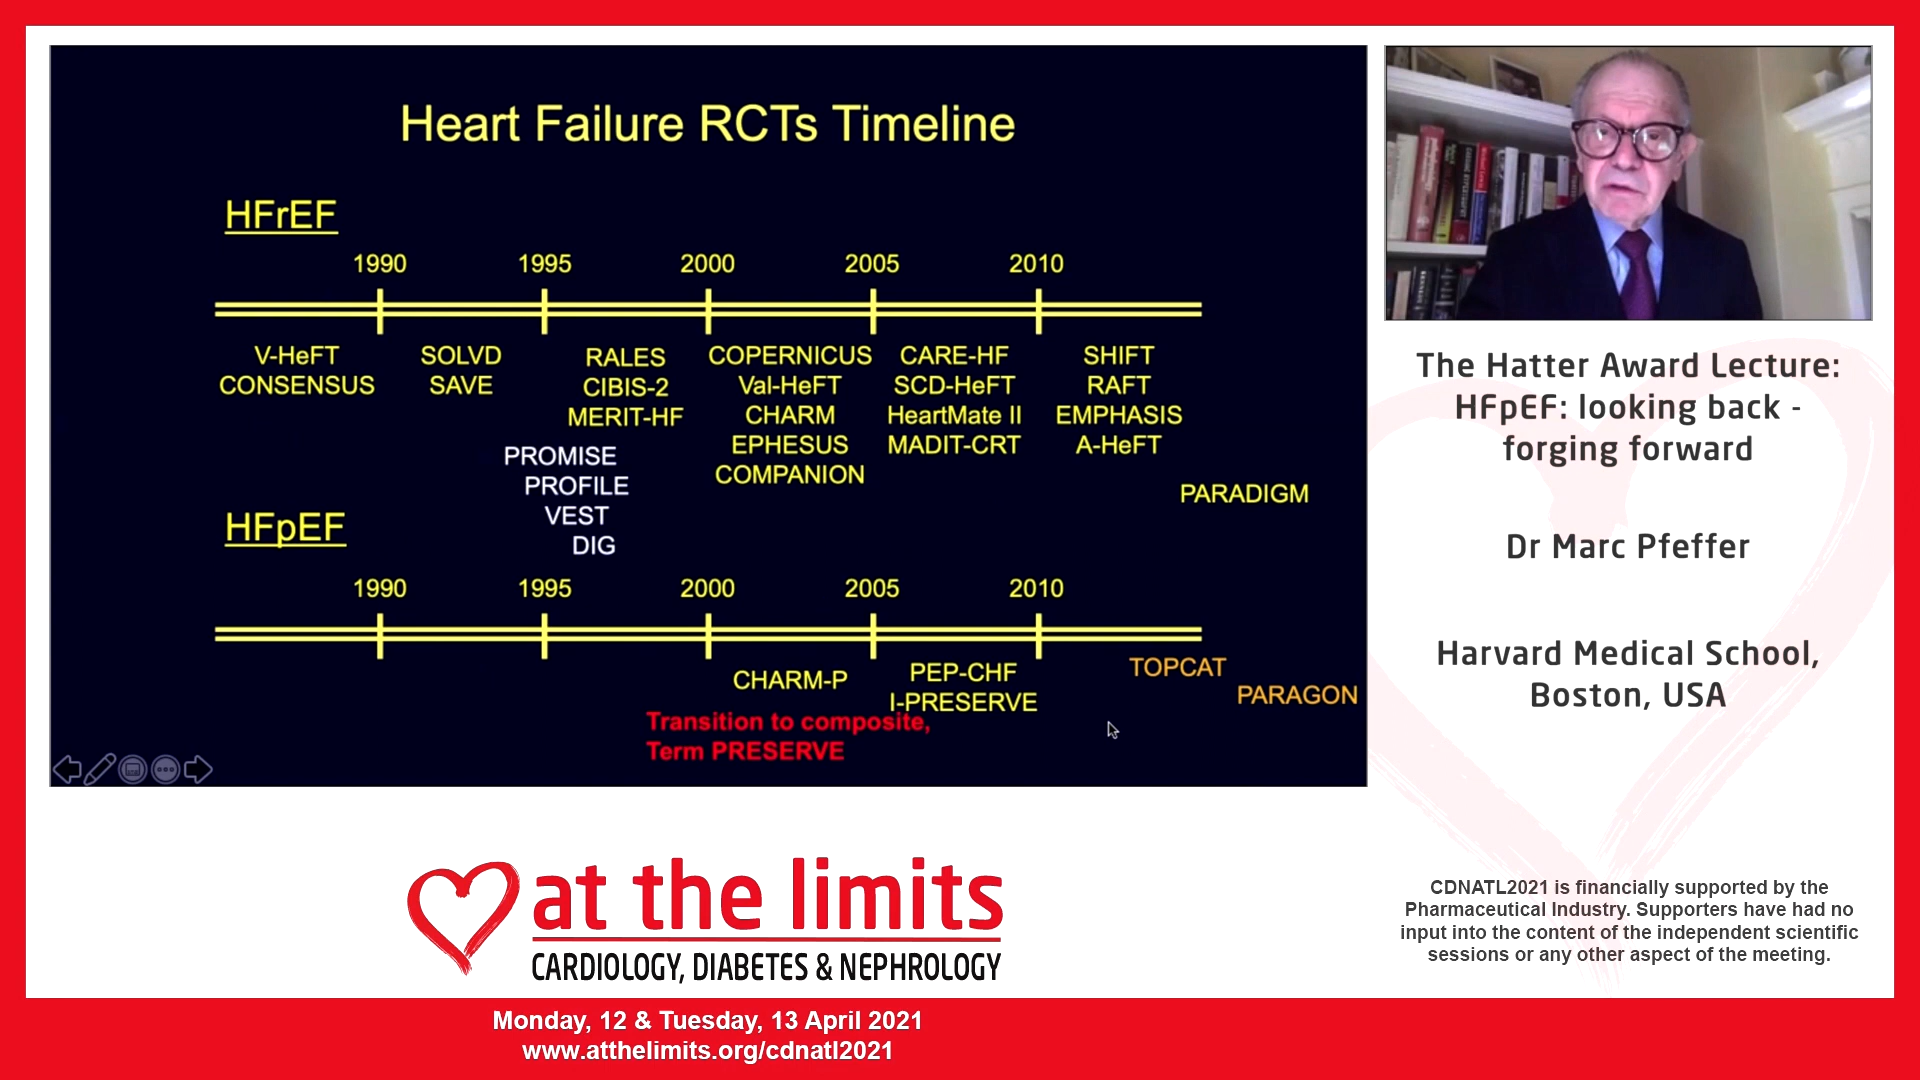 Heart Failure RCTs Timeline
HFrEF
1990 1995 2000 2005 2010
V-HeFT
CONSENSUS
SOLVD
SAVE
RALES
CIBIS-2
MERIT-HF
COPERNICUS
Val-HeFT
CHARM
EPHESUS
COMPANION
CARE-HF
SCD-HeFT
HeartMate II
MADIT-CRT
SHIFT
RAFT
EMPHASIS
A-HeFT
PROMISE
PROFILE
VEST
DIG
PARADIGM
HFpEF
1990 1995 2000 2005 2010
CHARM-P
PEP-CHF
I-PRESERVE
TOPCAT
PARAGON
Transition to composite,
Term PRESERVE
The Hatter Award Lecture:
HFpEF: looking back -
forging forward
Dr Marc Pfeffer
Harvard Medical School,
Boston, USA
CDNATL2021 is financially supported by the
Pharmaceutical Industry. Supporters have had no
input into the content of the independent scientific
sessions or any other aspect of the meeting.
at the limits
CARDIOLOGY, DIABETES & NEPHROLOGY
Monday, 12 & Tuesday, 13 April 2021
www.atthelimits.org/cdnatl2021